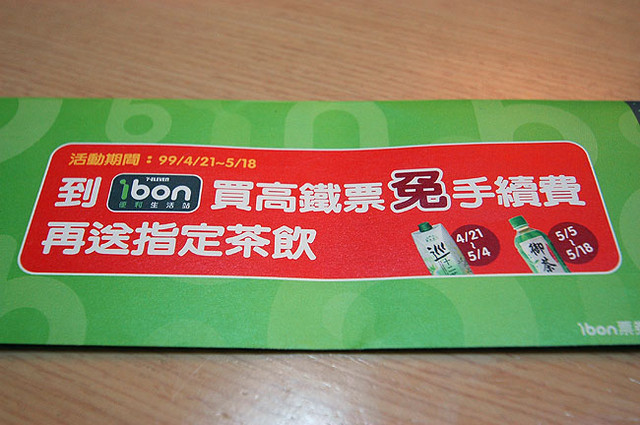 活動期間：99/4/21~5/18
7-ELEVEN
到 ibon 買高鐵票免手續費
便利生活站
再送指定茶飲
4/21
~
5/4
5/5
~
5/18
御茶
ibon票